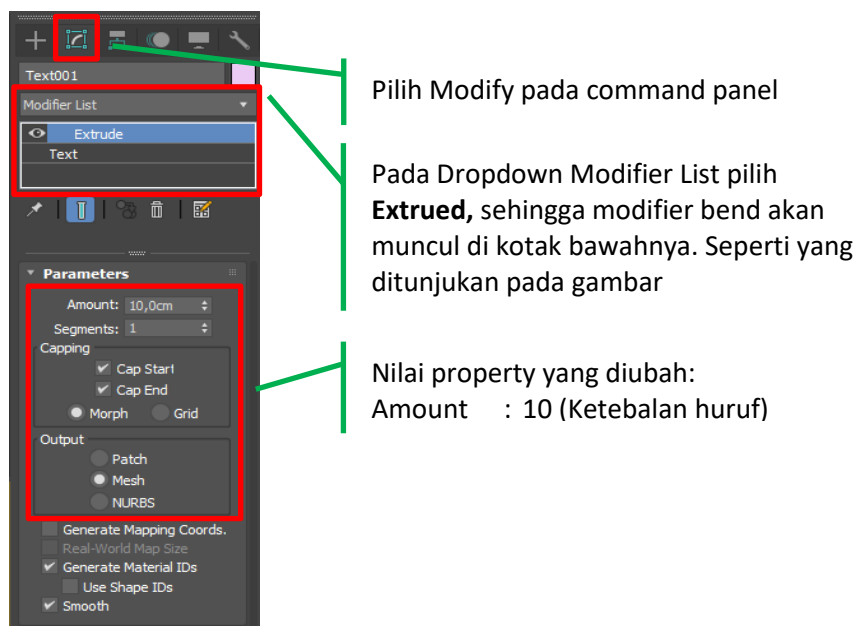 Text001
Modifier List
Extrude
Text
Parameters
Amount: 10,0cm
Segments: 1
Capping
Cap Start
Cap End
Morph Grid
Output
Patch
Mesh
NURBS
Generate Mapping Coords.
Real-World Map Size
Generate Material IDs
Use Shape IDs
Smooth
Pilih Modify pada command panel
Pada Dropdown Modifier List pilih
Extrued, sehingga modifier bend akan
muncul di kotak bawahnya. Seperti yang
ditunjukan pada gambar
Nilai property yang diubah:
Amount : 10 (Ketebalan huruf)